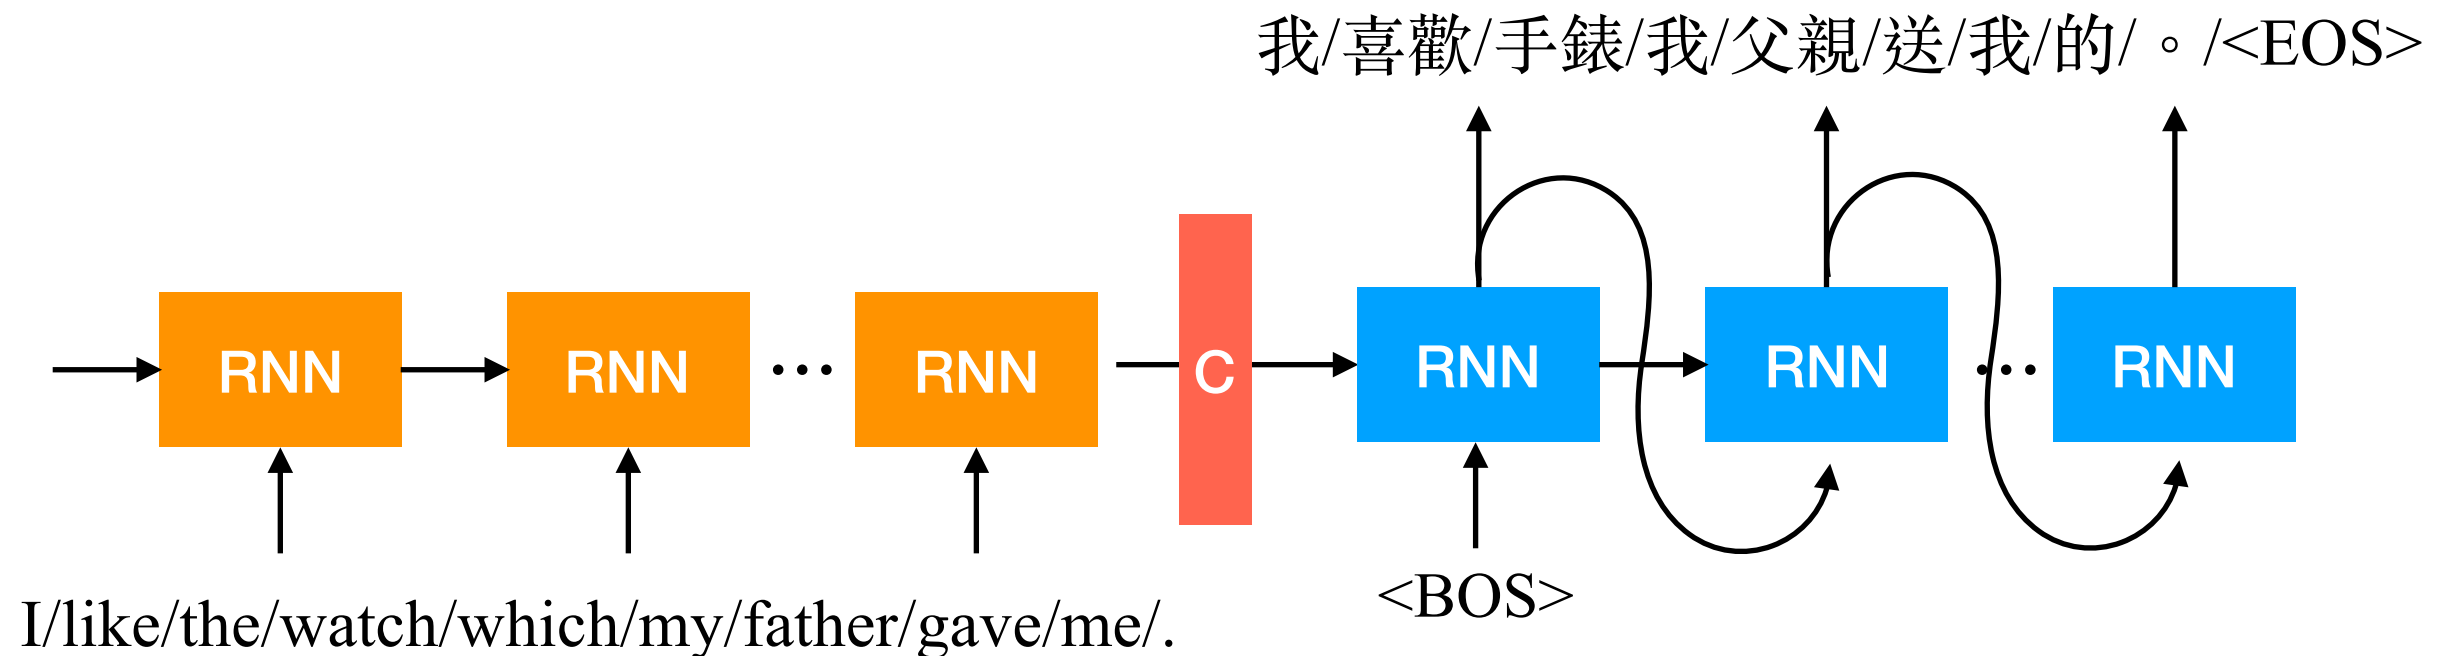 我/喜歡/手錶/我/父親/送/我/的/。/<EOS>
RNN
RNN
...
RNN
C
RNN
RNN
...
RNN
<BOS>
I/like/the/watch/which/my/father/gave/me/.